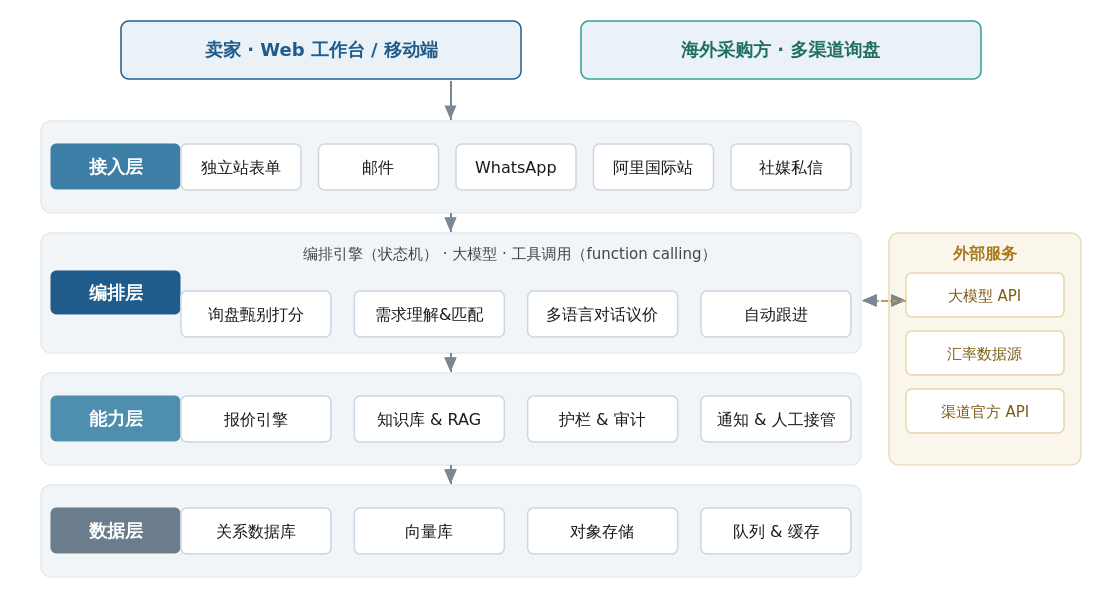 卖家 · Web 工作台 / 移动端
海外采购方 · 多渠道询盘
接入层
独立站表单
邮件
WhatsApp
阿里国际站
社媒私信
编排引擎（状态机） · 大模型 · 工具调用（function calling）
编排层
询盘甄别打分
需求理解&匹配
多语言对话议价
自动跟进
外部服务
大模型 API
汇率数据源
渠道官方 API
能力层
报价引擎
知识库 & RAG
护栏 & 审计
通知 & 人工接管
数据层
关系数据库
向量库
对象存储
队列 & 缓存